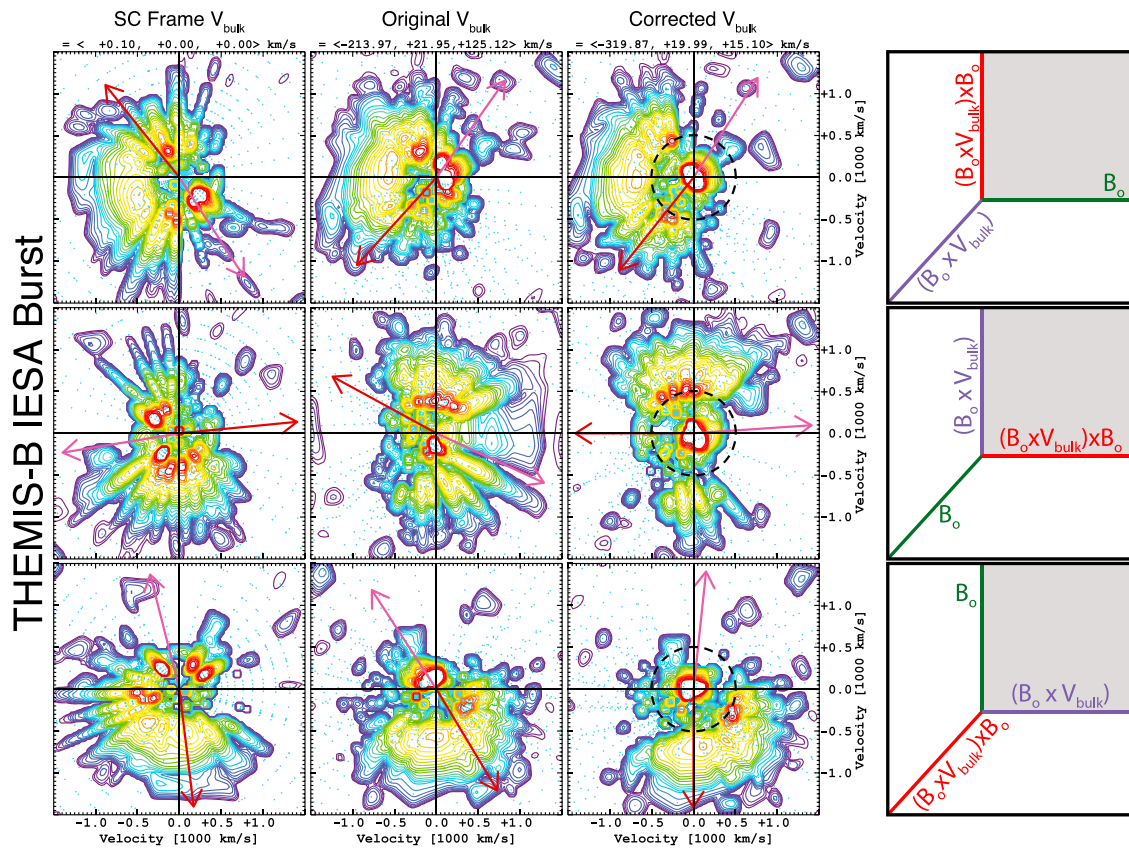 SC Frame V_bulk
Original V_bulk
Corrected V_bulk
= < +0.10, +0.00, +0.00> km/s
= <-213.97, +21.95,+125.12> km/s
= <-319.87, +19.99, +15.10> km/s
THEMIS-B IESA Burst
+1.0
+0.5
0.0
-0.5
-1.0
Velocity [1000 km/s]
(B_o x V_bulk) x B_o
B_o
(B_o x V_bulk)
+1.0
+0.5
0.0
-0.5
-1.0
Velocity [1000 km/s]
(B_o x V_bulk)
(B_o x V_bulk) x B_o
B_o
+1.0
+0.5
0.0
-0.5
-1.0
Velocity [1000 km/s]
B_o
(B_o x V_bulk)
(B_o x V_bulk) x B_o
-1.0 -0.5 0.0 +0.5 +1.0
-1.0 -0.5 0.0 +0.5 +1.0
-1.0 -0.5 0.0 +0.5 +1.0
Velocity [1000 km/s]
Velocity [1000 km/s]
Velocity [1000 km/s]